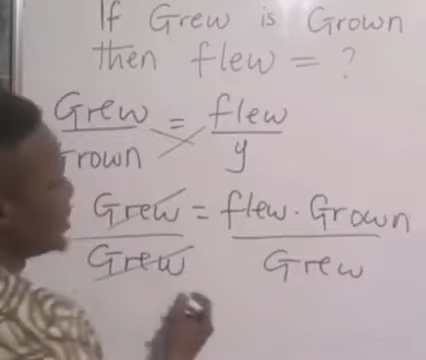 If Grew is Grown
then flew = ?
Grew = flew
rown y
Grew = flew . Grown
Grew Grew